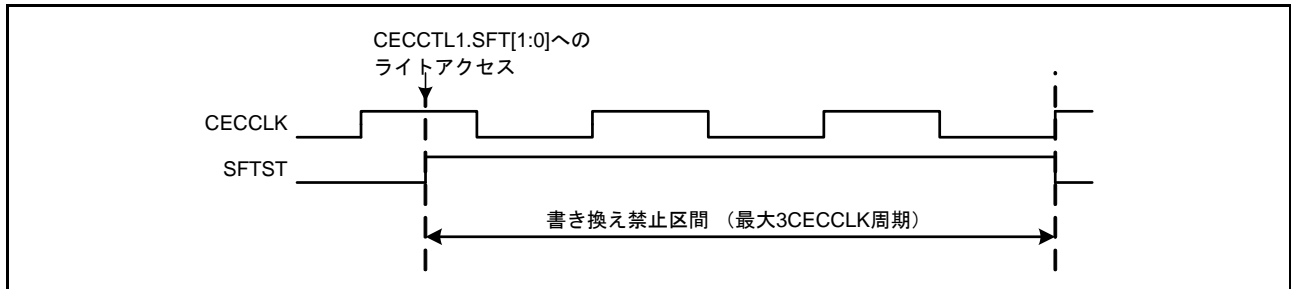 CECCTL1.SFT[1:0]への
ライトアクセス
CECCLK
SFTST
書き換え禁止区間 （最大3CECCLK周期）